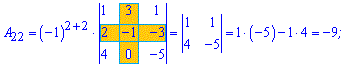 A₂₂ = (−1)²⁺² · |1 3 1; 2 −1 −3; 4 0 −5| = |1 1; 4 −5| = 1 · (−5) − 1 · 4 = −9;